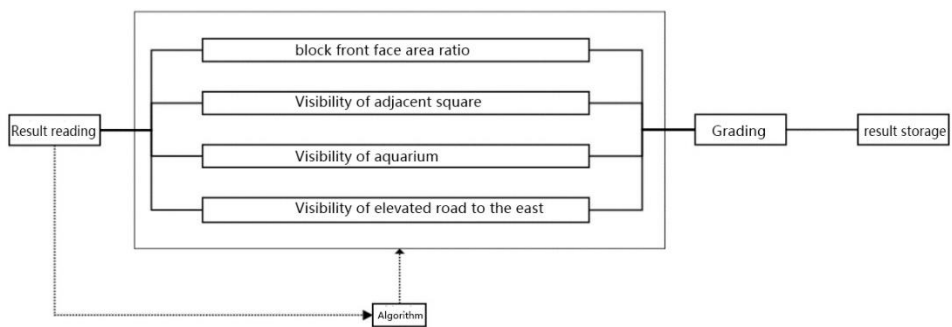 block front face area ratio
Visibility of adjacent square
Result reading
Grading
result storage
Visibility of aquarium
Visibility of elevated road to the east
Algorithm